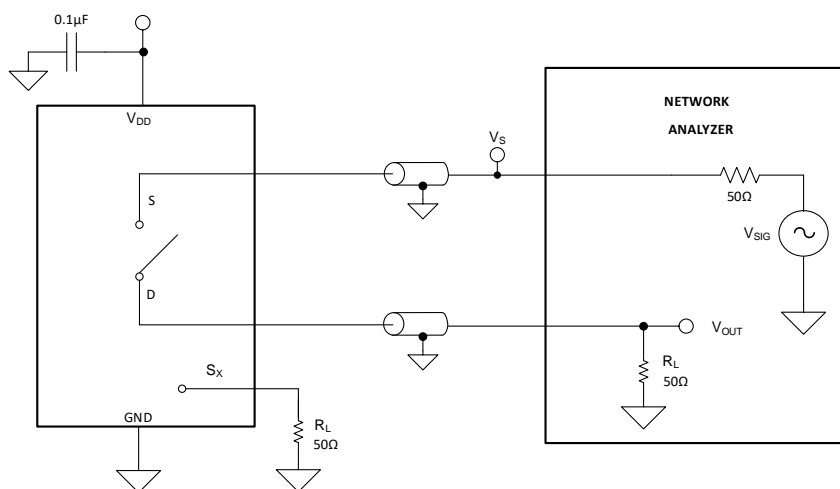 0.1µF
VDD
NETWORK
ANALYZER
VS
S
50Ω
VSIG
D
VOUT
SX
RL
50Ω
GND
RL
50Ω